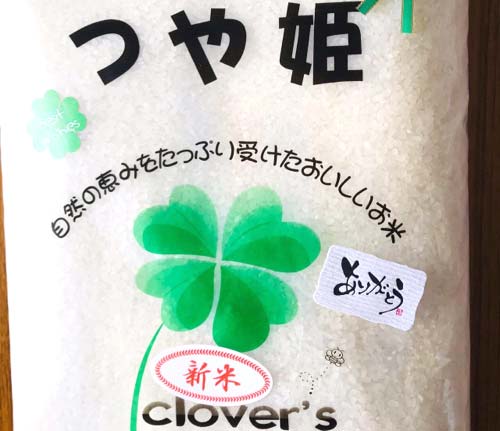 つや姫
自然の恵みをたっぷり受けたおいしいお米
ありがとう
新米
clover's